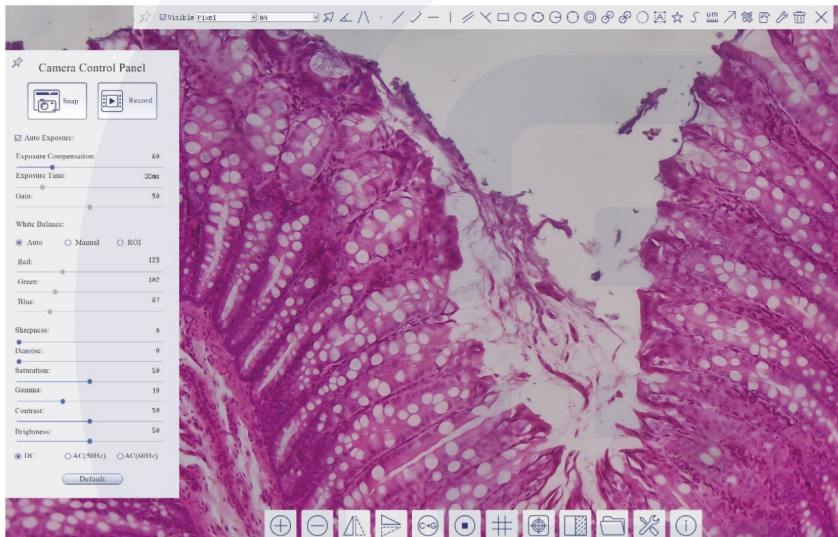 Visible Pixel NA
Camera Control Panel
Snap Record
Auto Exposure:
Exposure Compensation: 60
Exposure Time: 30ms
Gain: 50
White Balance:
Auto Manual ROI
Red: 123
Green: 102
Blue: 87
Sharpness: 0
Denoise: 0
Saturation: 50
Gamma: 10
Contrast: 50
Brightness: 50
DC AC(50Hz) AC(60Hz)
Default
A
um
C→G